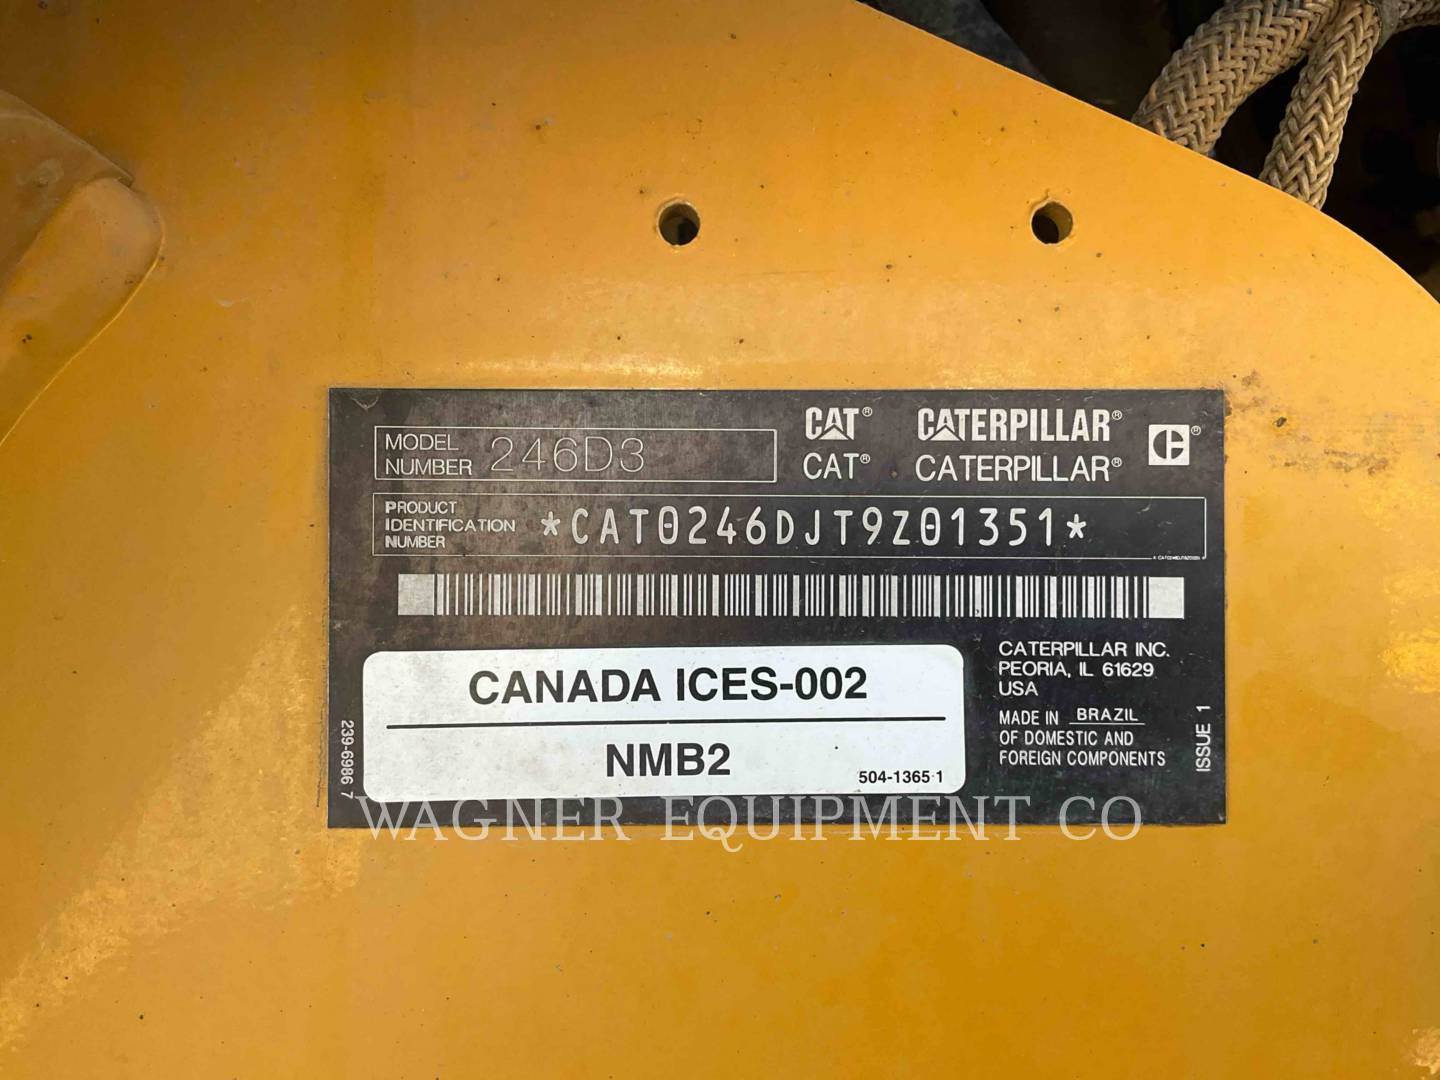 MODEL
NUMBER 246D3
CAT® CATERPILLAR®
CAT® CATERPILLAR®
PRODUCT
IDENTIFICATION
NUMBER
*CAT0246DJT9Z01351*
CANADA ICES-002
NMB2
504-1365 1
CATERPILLAR INC.
PEORIA, IL 61629
USA
MADE IN BRAZIL
OF DOMESTIC AND
FOREIGN COMPONENTS
239-6986 7
ISSUE 1
WAGNER EQUIPMENT CO